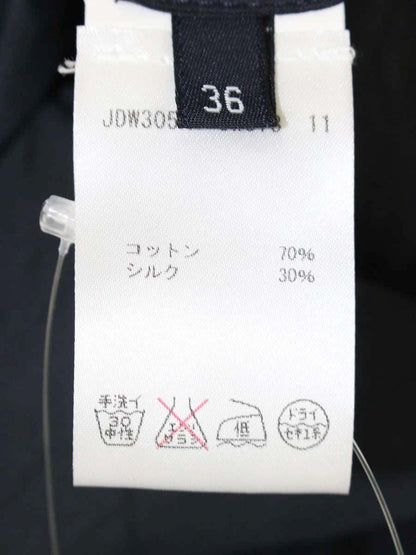 36
JDW305 11
コットン 70%
シルク 30%
手洗イ
30
中性
エンソ
サラシ
低
ドライ
セキユ系